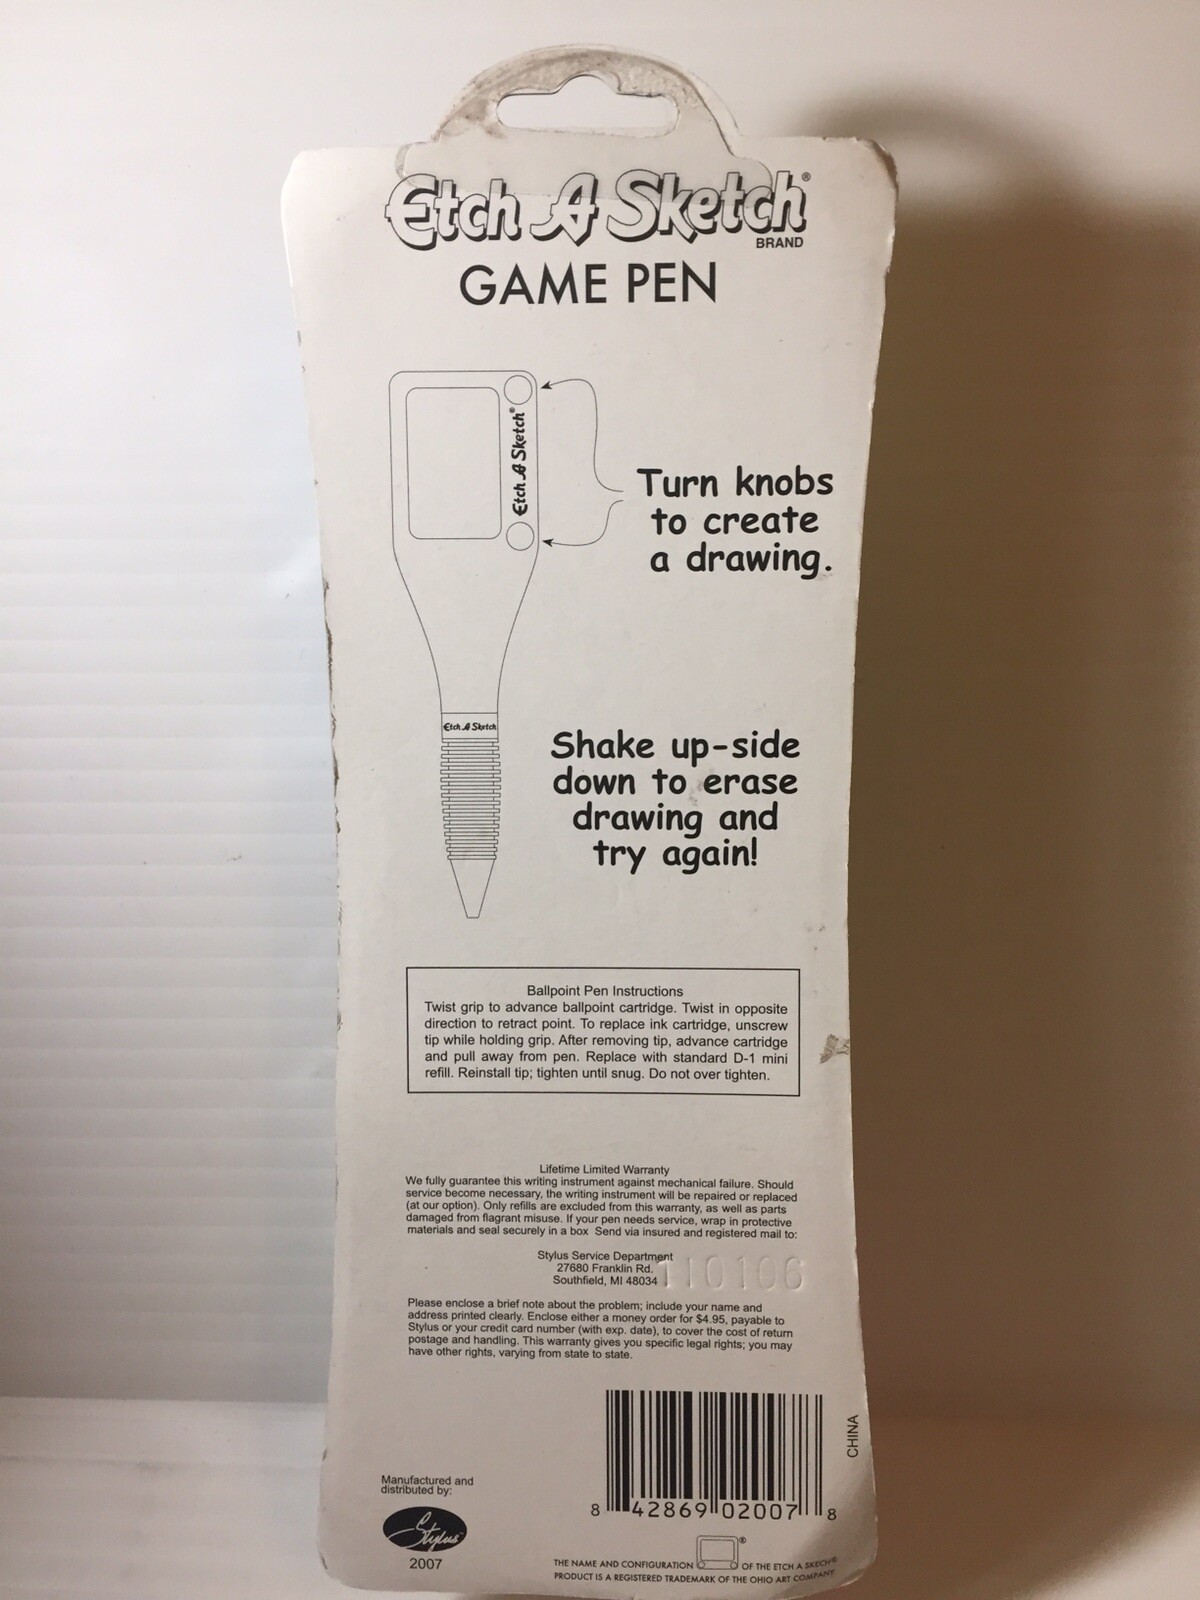 Etch A Sketch®
BRAND
GAME PEN
Etch A Sketch®
Turn knobs
to create
a drawing.
Etch A Sketch
Shake up-side
down to erase
drawing and
try again!
Ballpoint Pen Instructions
Twist grip to advance ballpoint cartridge. Twist in opposite
direction to retract point. To replace ink cartridge, unscrew
tip while holding grip. After removing tip, advance cartridge
and pull away from pen. Replace with standard D-1 mini
refill. Reinstall tip; tighten until snug. Do not over tighten.
Lifetime Limited Warranty
We fully guarantee this writing instrument against mechanical failure. Should
service become necessary, the writing instrument will be repaired or replaced
(at our option). Only refills are excluded from this warranty, as well as parts
damaged from flagrant misuse. If your pen needs service, wrap in protective
materials and seal securely in a box Send via insured and registered mail to:
Stylus Service Department
27680 Franklin Rd.
Southfield, MI 48034
110106
Please enclose a brief note about the problem; include your name and
address printed clearly. Enclose either a money order for $4.95, payable to
Stylus or your credit card number (with exp. date), to cover the cost of return
postage and handling. This warranty gives you specific legal rights; you may
have other rights, varying from state to state.
CHINA
8 42869 02007 8
Manufactured and
distributed by:
Stylus™
2007
THE NAME AND CONFIGURATION ® OF THE ETCH A SKECH®
PRODUCT IS A REGISTERED TRADEMARK OF THE OHIO ART COMPANY